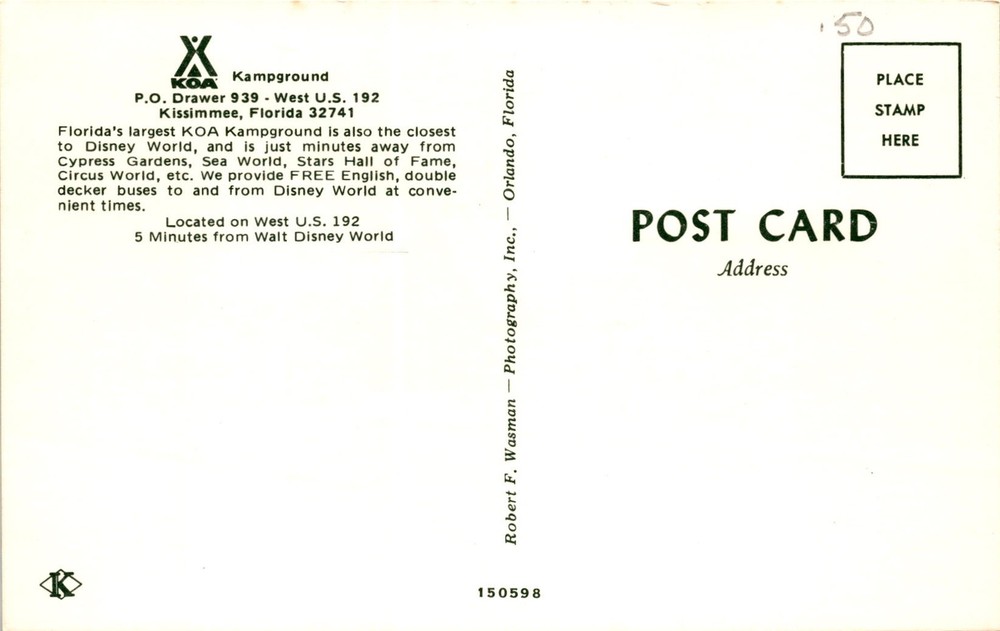 KOA Kampground
P.O. Drawer 939 - West U.S. 192
Kissimmee, Florida 32741
Florida's largest KOA Kampground is also the closest
to Disney World, and is just minutes away from
Cypress Gardens, Sea World, Stars Hall of Fame,
Circus World, etc. We provide FREE English, double
decker buses to and from Disney World at conve-
nient times.
Located on West U.S. 192
5 Minutes from Walt Disney World
Robert F. Wasman — Photography, Inc., — Orlando, Florida
.50
PLACE
STAMP
HERE
POST CARD
Address
K
150598